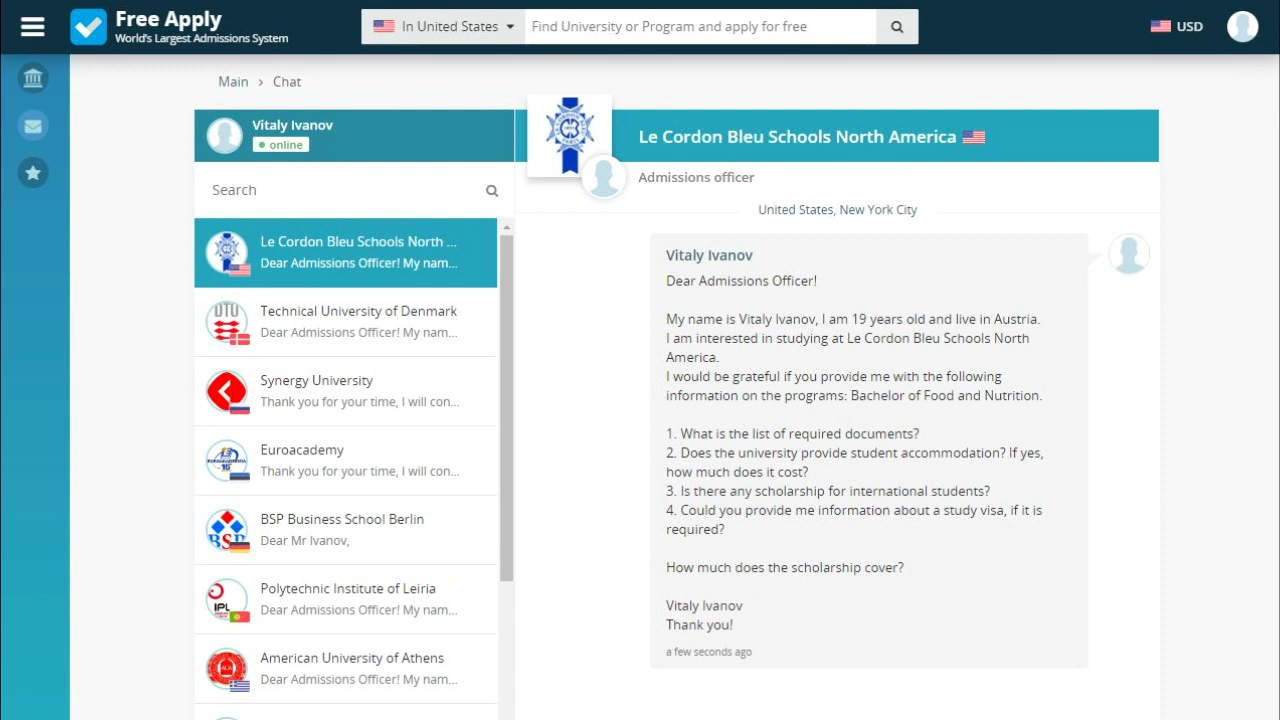 Free Apply
World's Largest Admissions System
In United States
Find University or Program and apply for free
USD
Main › Chat
Vitaly Ivanov
online
Search
Le Cordon Bleu Schools North ...
Dear Admissions Officer! My nam...
DTU
Technical University of Denmark
Dear Admissions Officer! My nam...
Synergy University
Thank you for your time, I will con...
Euroacademy
Thank you for your time, I will con...
BSP
BSP Business School Berlin
Dear Mr Ivanov,
IPL
Polytechnic Institute of Leiria
Dear Admissions Officer! My nam...
American University of Athens
Dear Admissions Officer! My nam...
Le Cordon Bleu Schools North America
Admissions officer
United States, New York City
Vitaly Ivanov
Dear Admissions Officer!
My name is Vitaly Ivanov, I am 19 years old and live in Austria.
I am interested in studying at Le Cordon Bleu Schools North
America.
I would be grateful if you provide me with the following
information on the programs: Bachelor of Food and Nutrition.
1. What is the list of required documents?
2. Does the university provide student accommodation? If yes,
how much does it cost?
3. Is there any scholarship for international students?
4. Could you provide me information about a study visa, if it is
required?
How much does the scholarship cover?
Vitaly Ivanov
Thank you!
a few seconds ago